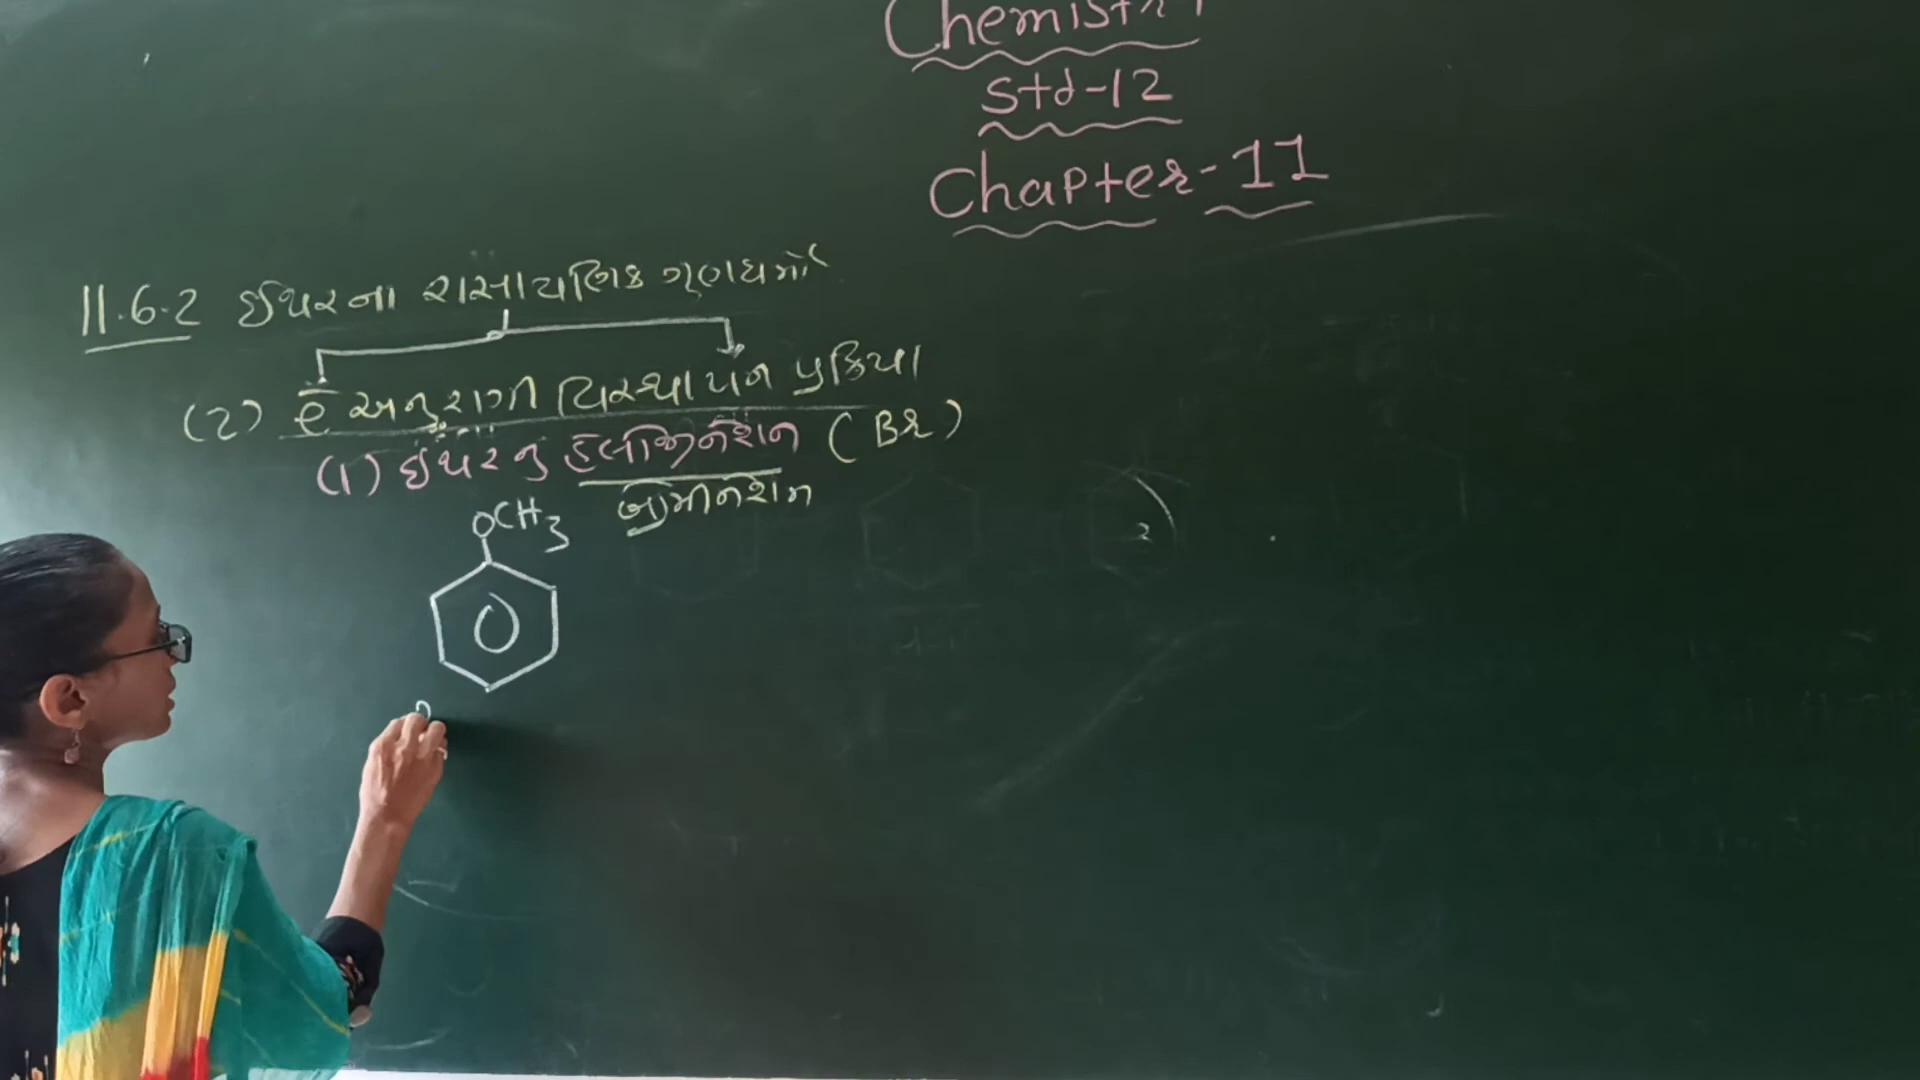 Chemistry
Std-12
Chapter-11
11.6.2 ઈથરના રાસાયણિક ગુણધર્મો
(2) ઈ અનુરાગી વિસ્થાપન પ્રક્રિયા
(1) ઈથરનું હેલોજિનેશન (Br)
બ્રોમીનેશન
OCH3